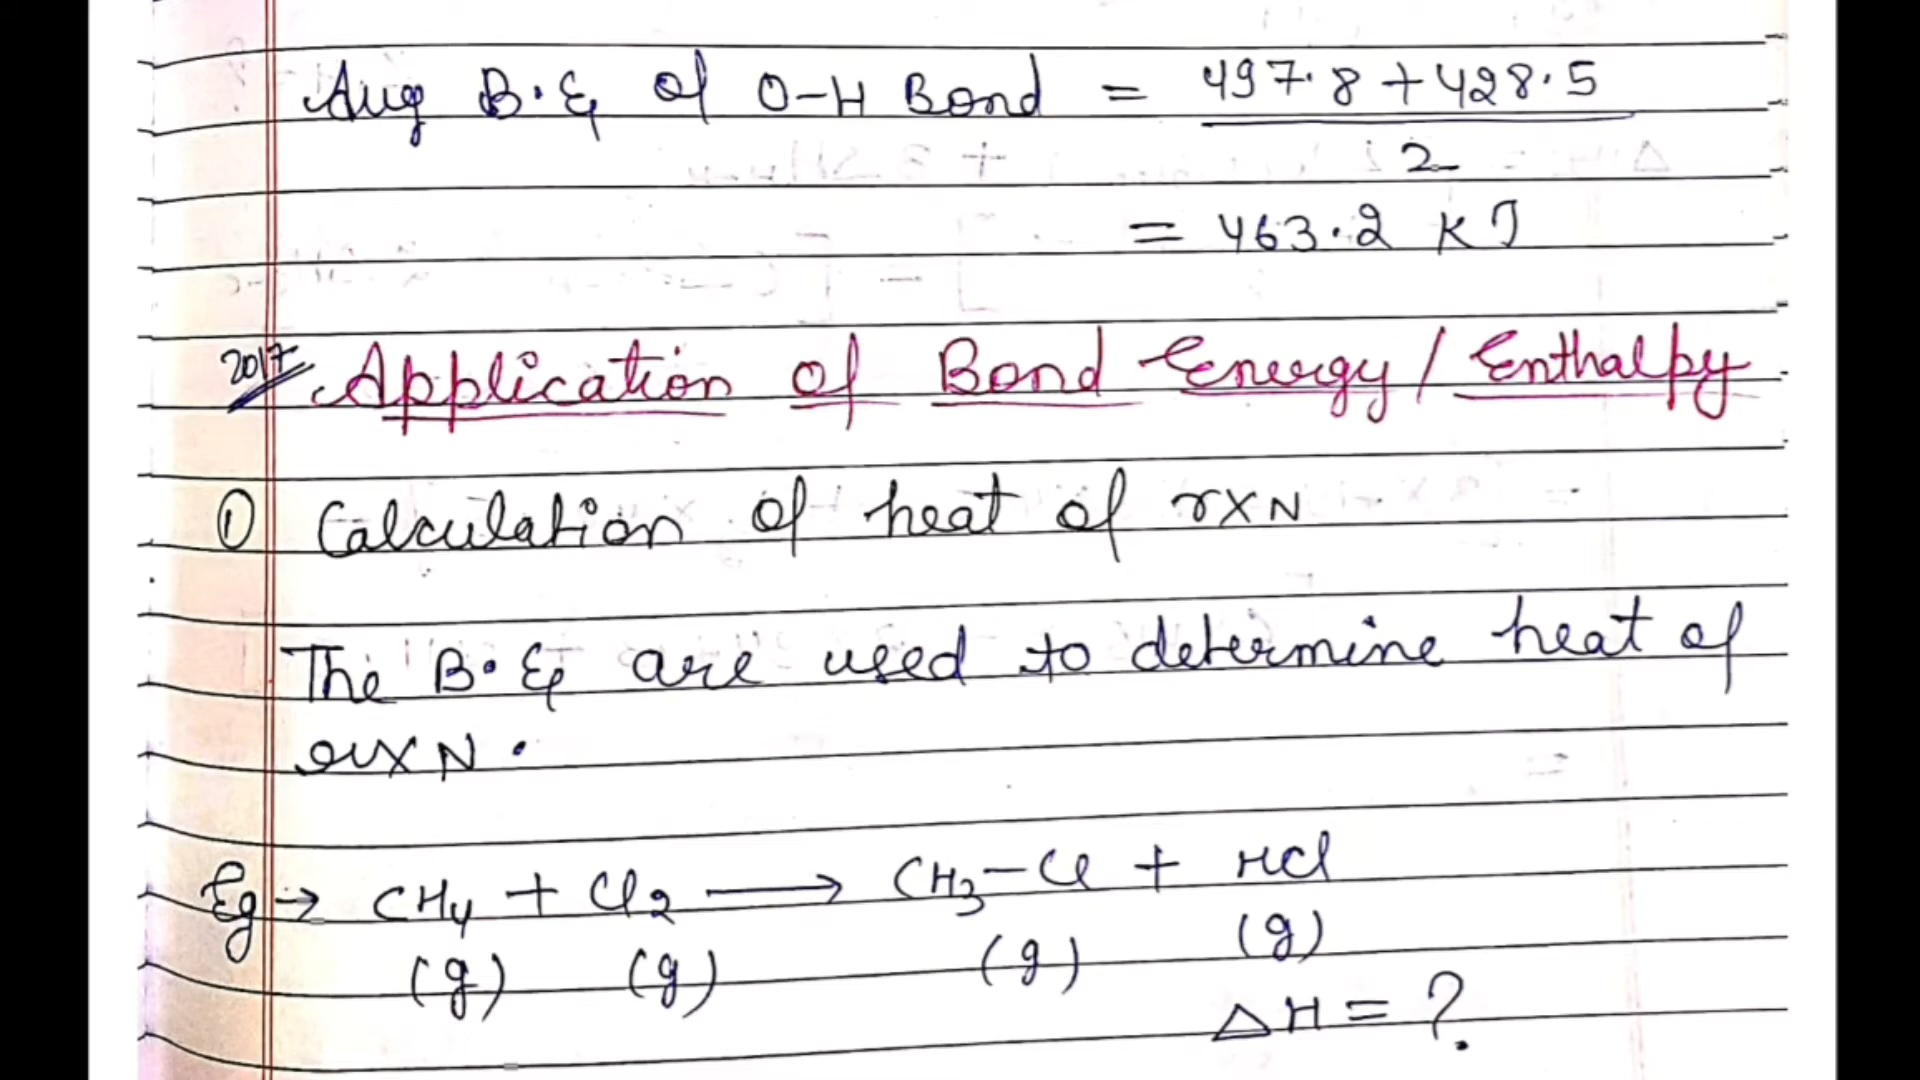 Avg B.E of O-H Bond = 497.8 + 428.5
2
= 463.2 KJ
2017 Application of Bond Energy / Enthalpy
① Calculation of heat of rXN
The B.E are used to determine heat of
rXN.
Eg → CH4 + Cl2 ⟶ CH3-Cl + HCl
(g) (g) (g) (g)
ΔH = ?